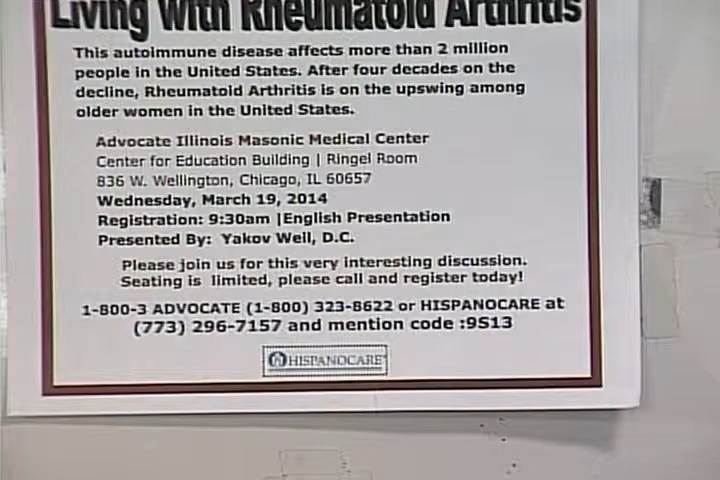 Living With Rheumatoid Arthritis
This autoimmune disease affects more than 2 million
people in the United States. After four decades on the
decline, Rheumatoid Arthritis is on the upswing among
older women in the United States.
Advocate Illinois Masonic Medical Center
Center for Education Building | Ringel Room
836 W. Wellington, Chicago, IL 60657
Wednesday, March 19, 2014
Registration: 9:30am |English Presentation
Presented By: Yakov Weil, D.C.
Please join us for this very interesting discussion.
Seating is limited, please call and register today!
1-800-3 ADVOCATE (1-800) 323-8622 or HISPANOCARE at
(773) 296-7157 and mention code :9S13
HISPANOCARE